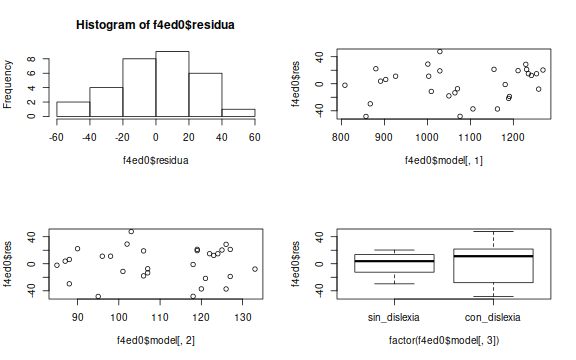 Histogram of f4ed0$residua
Frequency
0 2 4 6 8
-60 -40 -20 0 20 40 60
f4ed0$residua
f4ed0$res
-40 0 40
800 900 1000 1100 1200
f4ed0$model[, 1]
f4ed0$res
-40 0 40
90 100 110 120 130
f4ed0$model[, 2]
f4ed0$res
-40 0 40
sin_dislexia con_dislexia
factor(f4ed0$model[, 3])